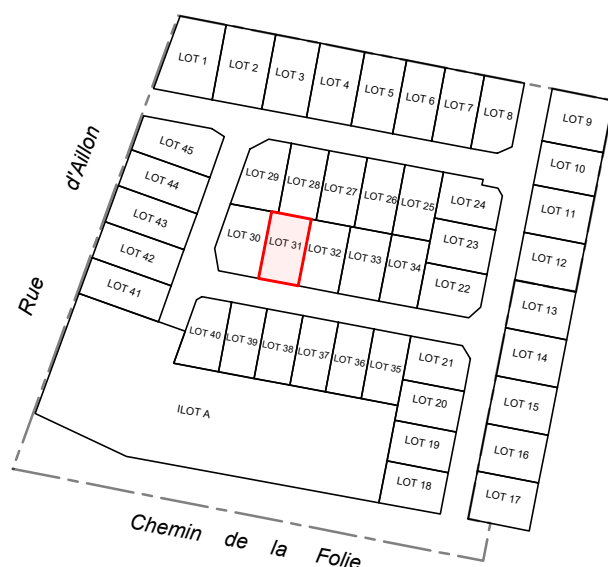 LOT 1
LOT 2
LOT 3
LOT 4
LOT 5
LOT 6
LOT 7
LOT 8
LOT 9
LOT 10
LOT 11
LOT 12
LOT 13
LOT 14
LOT 15
LOT 16
LOT 17
LOT 45
LOT 44
LOT 43
LOT 42
LOT 41
LOT 29
LOT 28
LOT 27
LOT 26
LOT 25
LOT 24
LOT 23
LOT 22
LOT 30
LOT 31
LOT 32
LOT 33
LOT 34
LOT 40
LOT 39
LOT 38
LOT 37
LOT 36
LOT 35
LOT 21
LOT 20
LOT 19
LOT 18
ILOT A
Rue d'Aillon
Chemin de la Folie